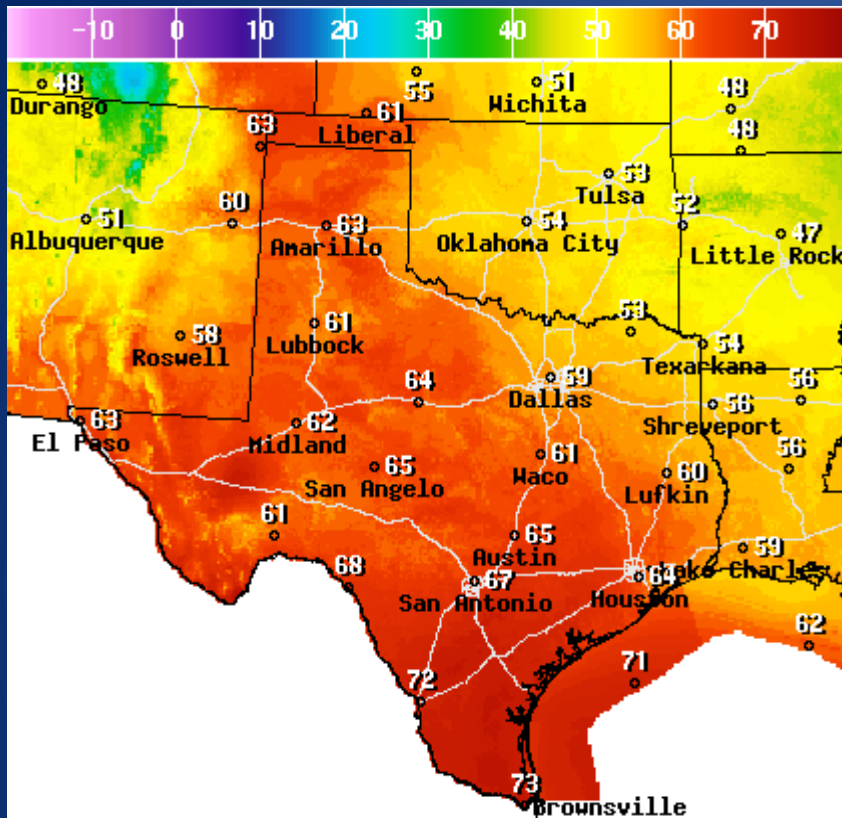 -10 0 10 20 30 40 50 60 70
48 55 51 48
Durango Wichita
61
Liberal
63 48
53
Tulsa
51 60 63 54 52 47
Albuquerque Amarillo Oklahoma City Little Rock
58 61 53 54
Roswell Lubbock Texarkana
59
64 Dallas 56 56
63 62 Shreveport
El Paso Midland
65 61 60 56
San Angelo Waco Lufkin
61 65 59
Austin Lake Charles
68 67 64
San Antonio Houston
62
72 71
73
Brownsville